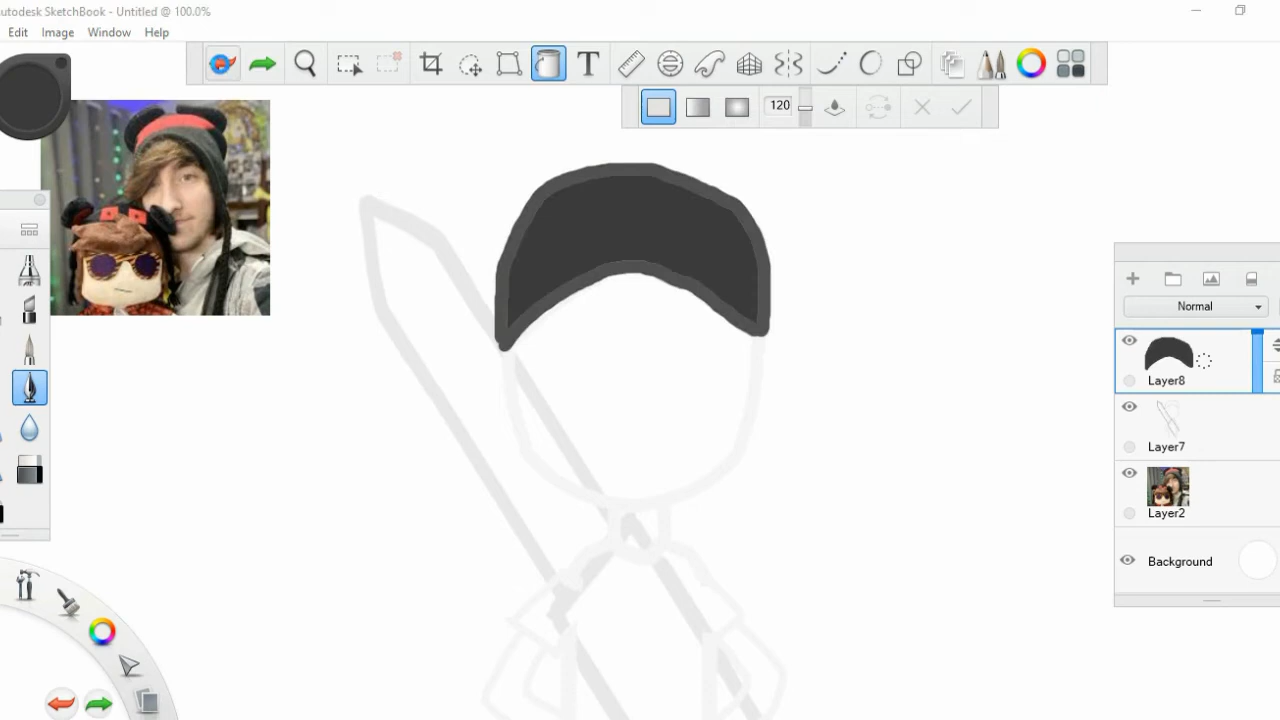 utodesk SketchBook - Untitled @ 100.0%
Edit Image Window Help
T
120
Normal
Layer8
Layer7
Layer2
Background